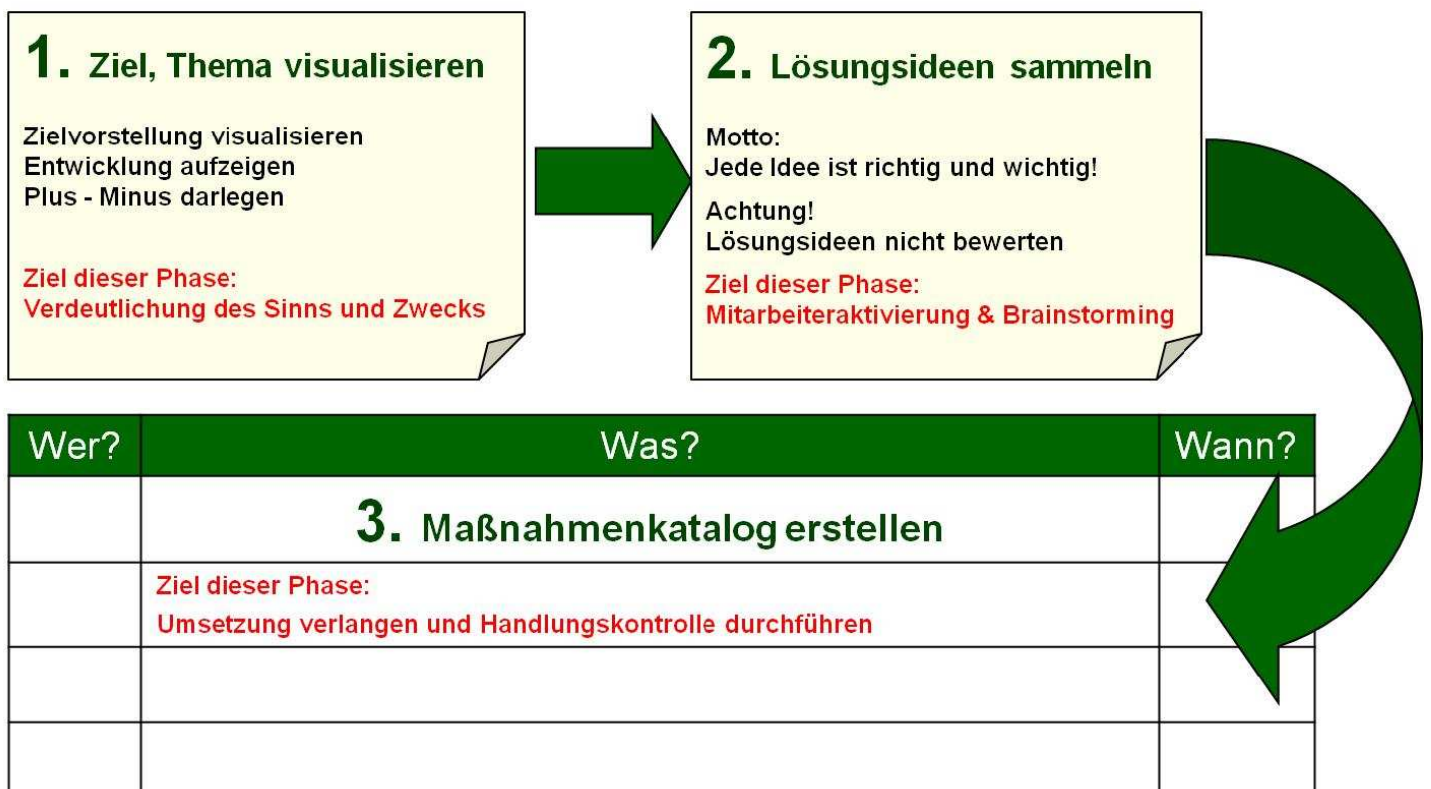 1. Ziel, Thema visualisieren
Zielvorstellung visualisieren
Entwicklung aufzeigen
Plus - Minus darlegen
Ziel dieser Phase:
Verdeutlichung des Sinns und Zwecks
2. Lösungsideen sammeln
Motto:
Jede Idee ist richtig und wichtig!
Achtung!
Lösungsideen nicht bewerten
Ziel dieser Phase:
Mitarbeiteraktivierung & Brainstorming
Wer? Was? Wann?
3. Maßnahmenkatalog erstellen
Ziel dieser Phase:
Umsetzung verlangen und Handlungskontrolle durchführen